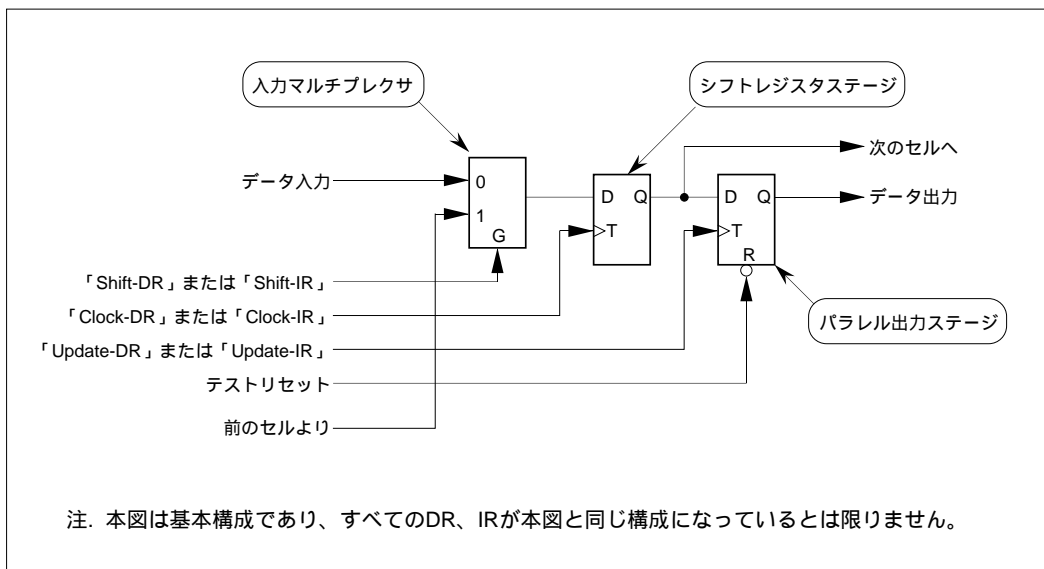 入力マルチプレクサ
シフトレジスタステージ
次のセルへ
データ入力
0
D Q
D Q
データ出力
1
T
T
G
R
「Shift-DR」または「Shift-IR」
「Clock-DR」または「Clock-IR」
パラレル出力ステージ
「Update-DR」または「Update-IR」
テストリセット
前のセルより
注. 本図は基本構成であり、すべてのDR、IRが本図と同じ構成になっているとは限りません。